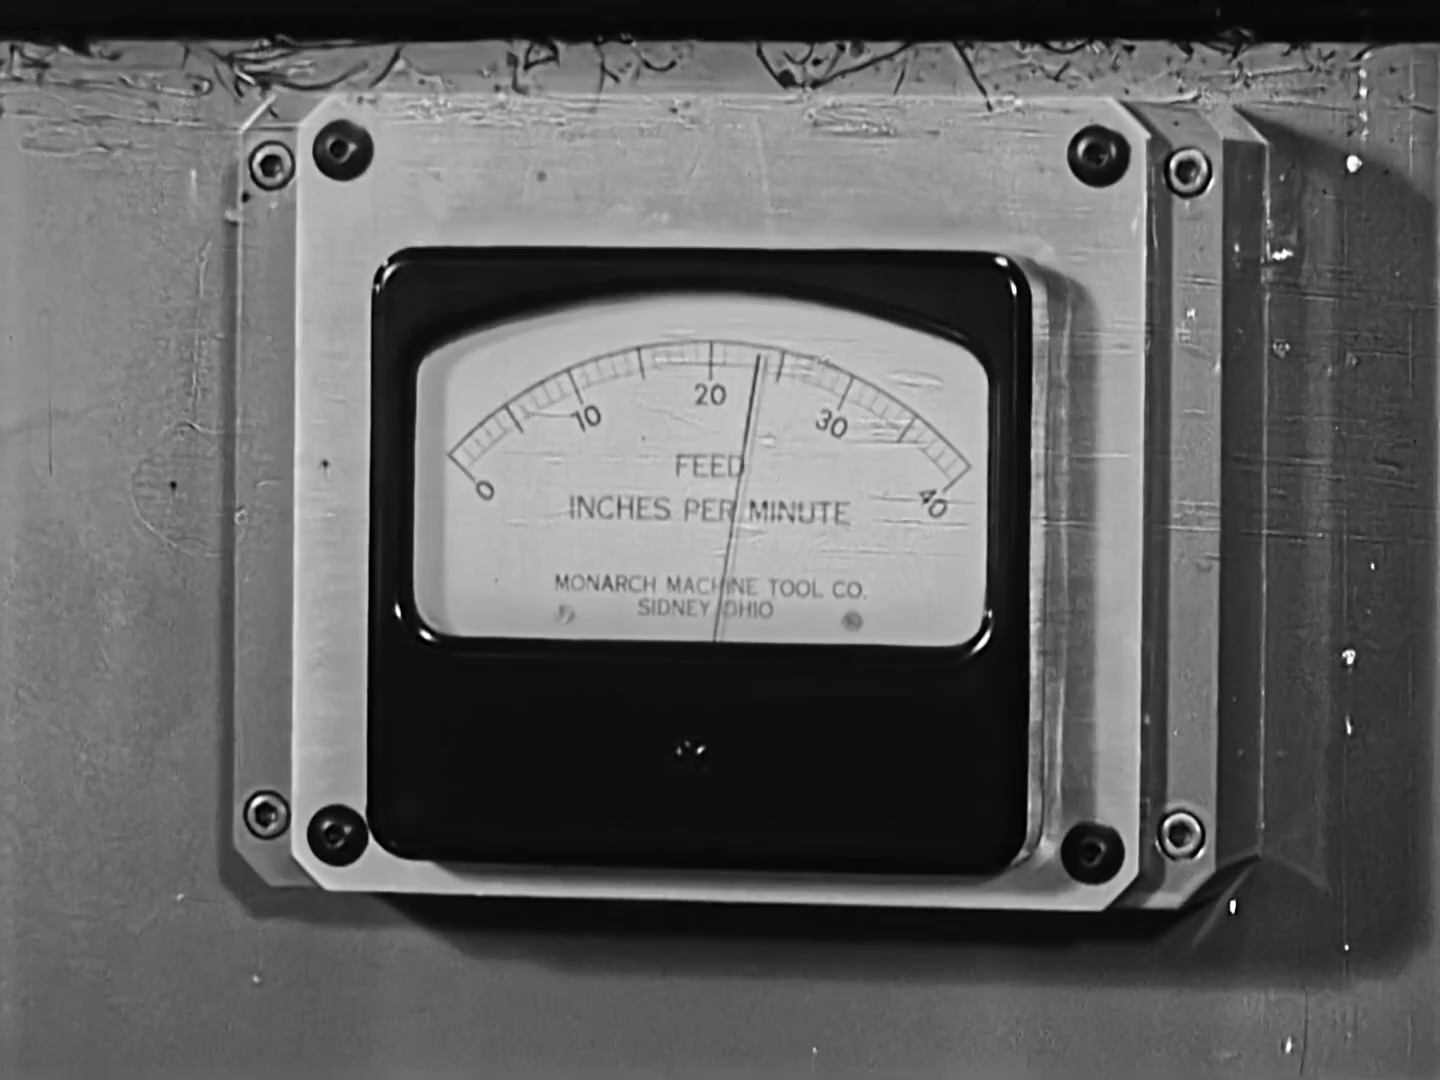 0 10 20 30 40
FEED
INCHES PER MINUTE
MONARCH MACHINE TOOL CO.
SIDNEY OHIO